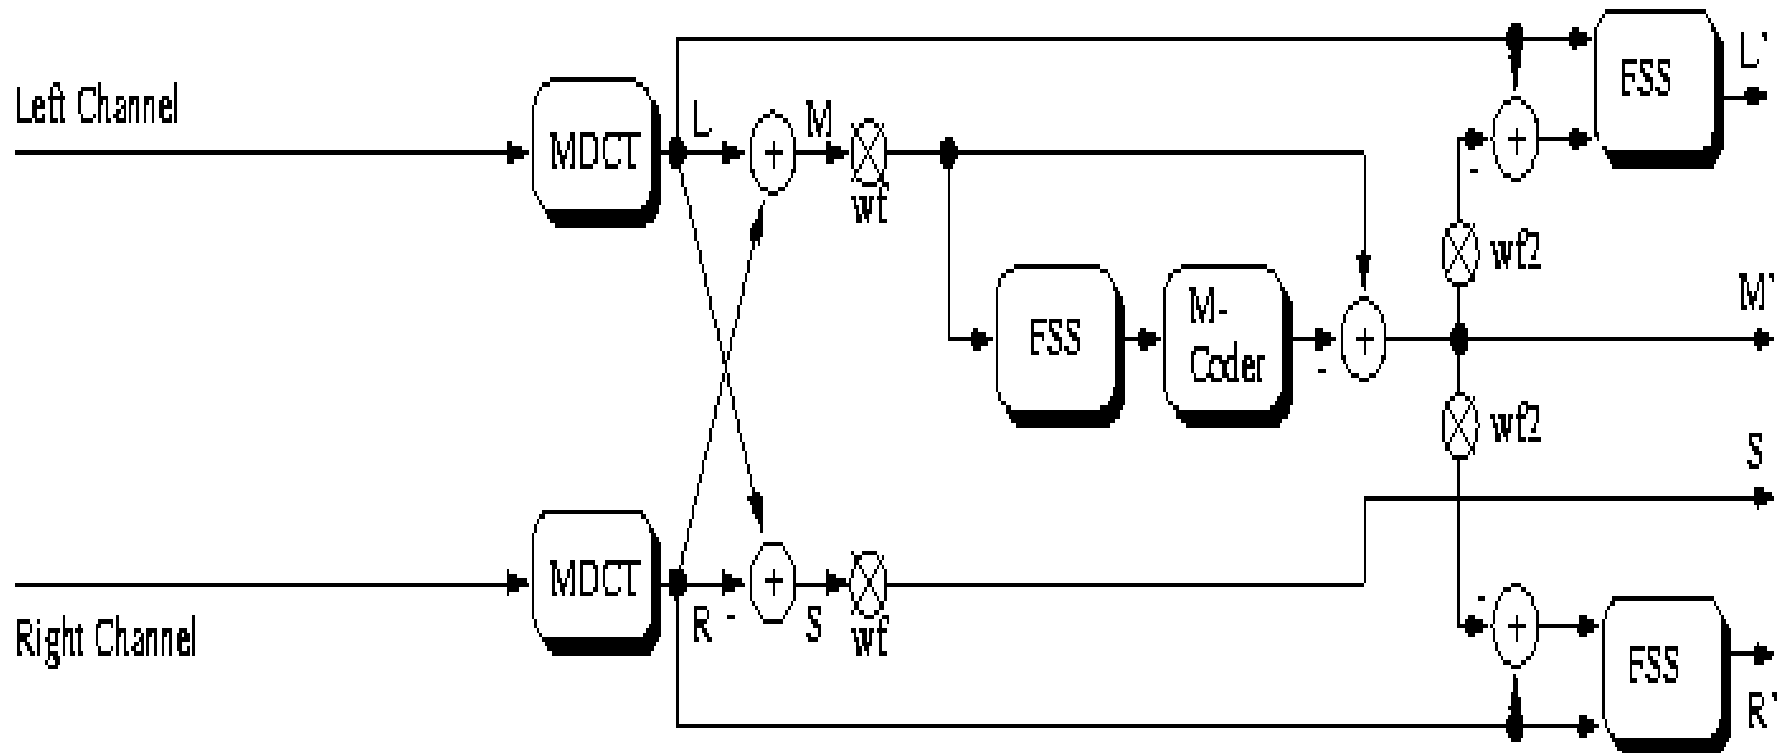 Left Channel
MDCT
L
+
M
wf
FSS
M-
Coder
-
+
wf2
wf2
-
+
FSS
L'
M'
S
Right Channel
MDCT
R
-
+
S
wf
-
+
FSS
R'